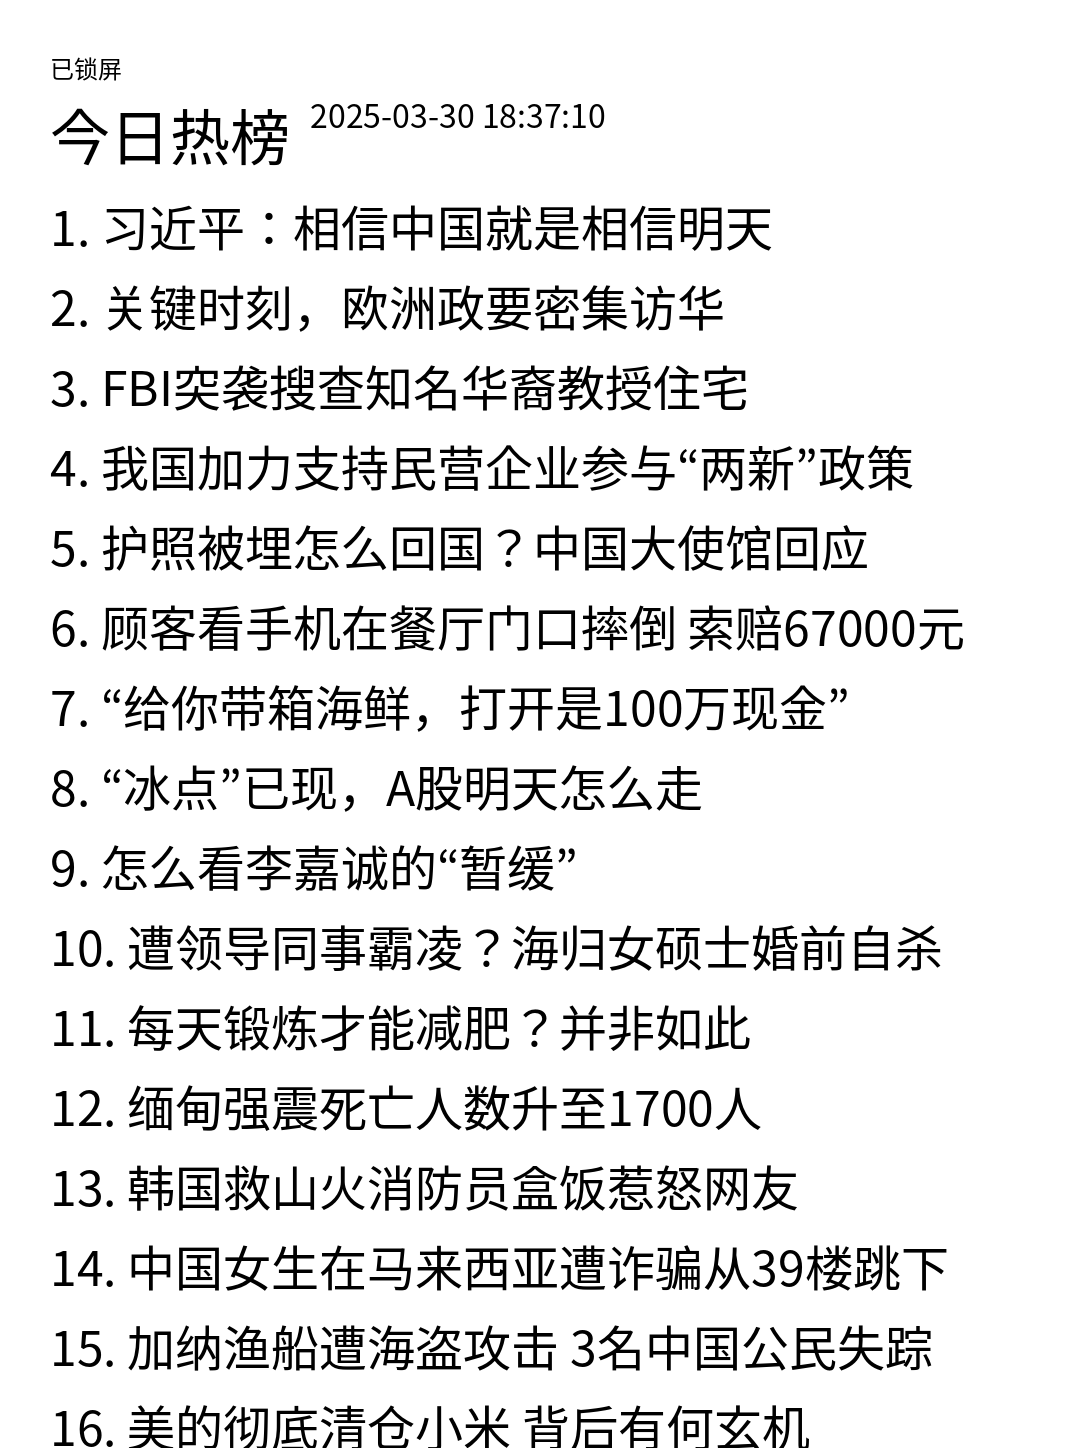 已锁屏
今日热榜 2025-03-30 18:37:10
1. 习近平：相信中国就是相信明天
2. 关键时刻，欧洲政要密集访华
3. FBI突袭搜查知名华裔教授住宅
4. 我国加力支持民营企业参与“两新”政策
5. 护照被埋怎么回国？中国大使馆回应
6. 顾客看手机在餐厅门口摔倒 索赔67000元
7. “给你带箱海鲜，打开是100万现金”
8. “冰点”已现，A股明天怎么走
9. 怎么看李嘉诚的“暂缓”
10. 遭领导同事霸凌？海归女硕士婚前自杀
11. 每天锻炼才能减肥？并非如此
12. 缅甸强震死亡人数升至1700人
13. 韩国救山火消防员盒饭惹怒网友
14. 中国女生在马来西亚遭诈骗从39楼跳下
15. 加纳渔船遭海盗攻击 3名中国公民失踪
16. 美的彻底清仓小米 背后有何玄机